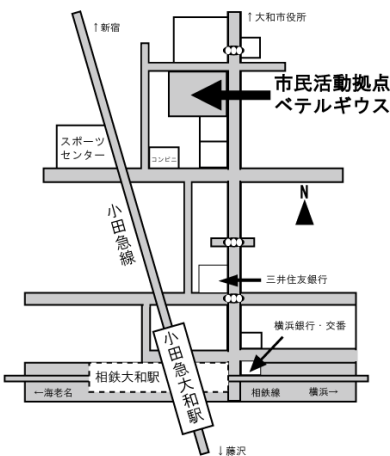 ↑新宿
↑大和市役所
市民活動拠点
ベテルギウス
スポーツ
センター
コンビニ
N
小田急線
三井住友銀行
横浜銀行・交番
小田急大和駅
相鉄大和駅
←海老名
相鉄線
横浜→
↓藤沢